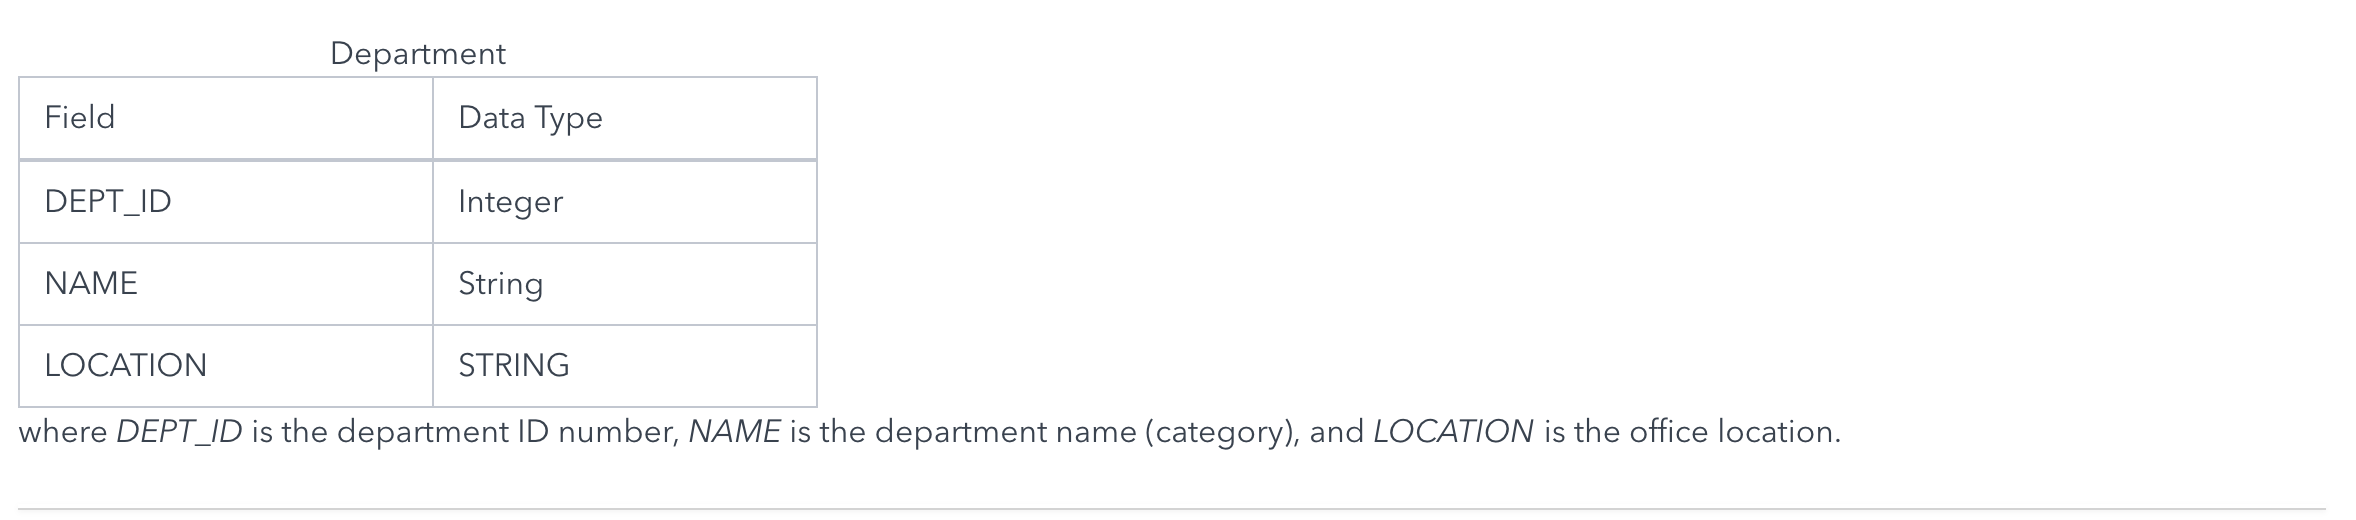 Department
Field Data Type
DEPT_ID Integer
NAME String
LOCATION STRING
where DEPT_ID is the department ID number, NAME is the department name (category), and LOCATION is the office location.